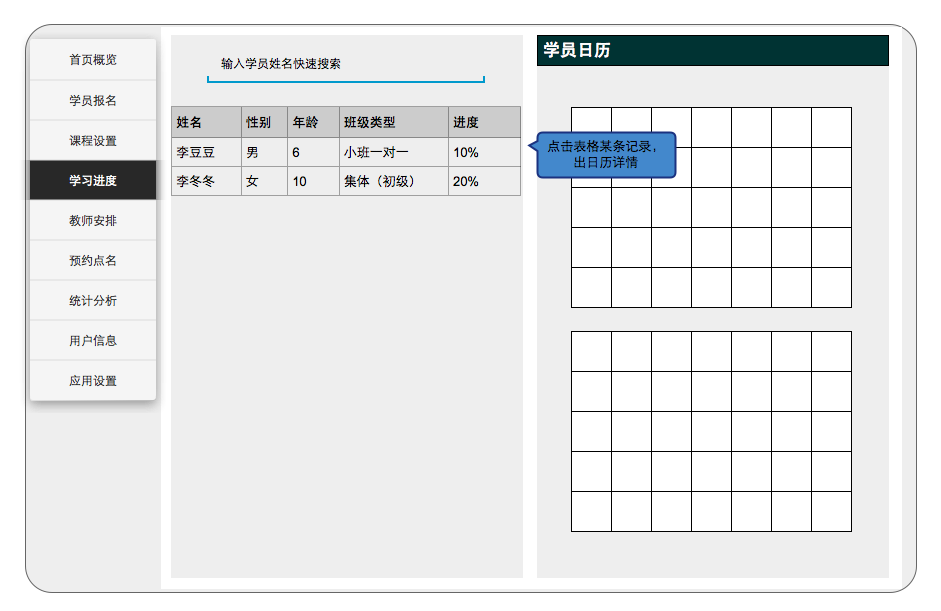 首页概览
学员报名
课程设置
学习进度
教师安排
预约点名
统计分析
用户信息
应用设置
输入学员姓名快速搜索
姓名 性别 年龄 班级类型 进度
李豆豆 男 6 小班一对一 10%
李冬冬 女 10 集体（初级） 20%
学员日历
点击表格某条记录，
出日历详情